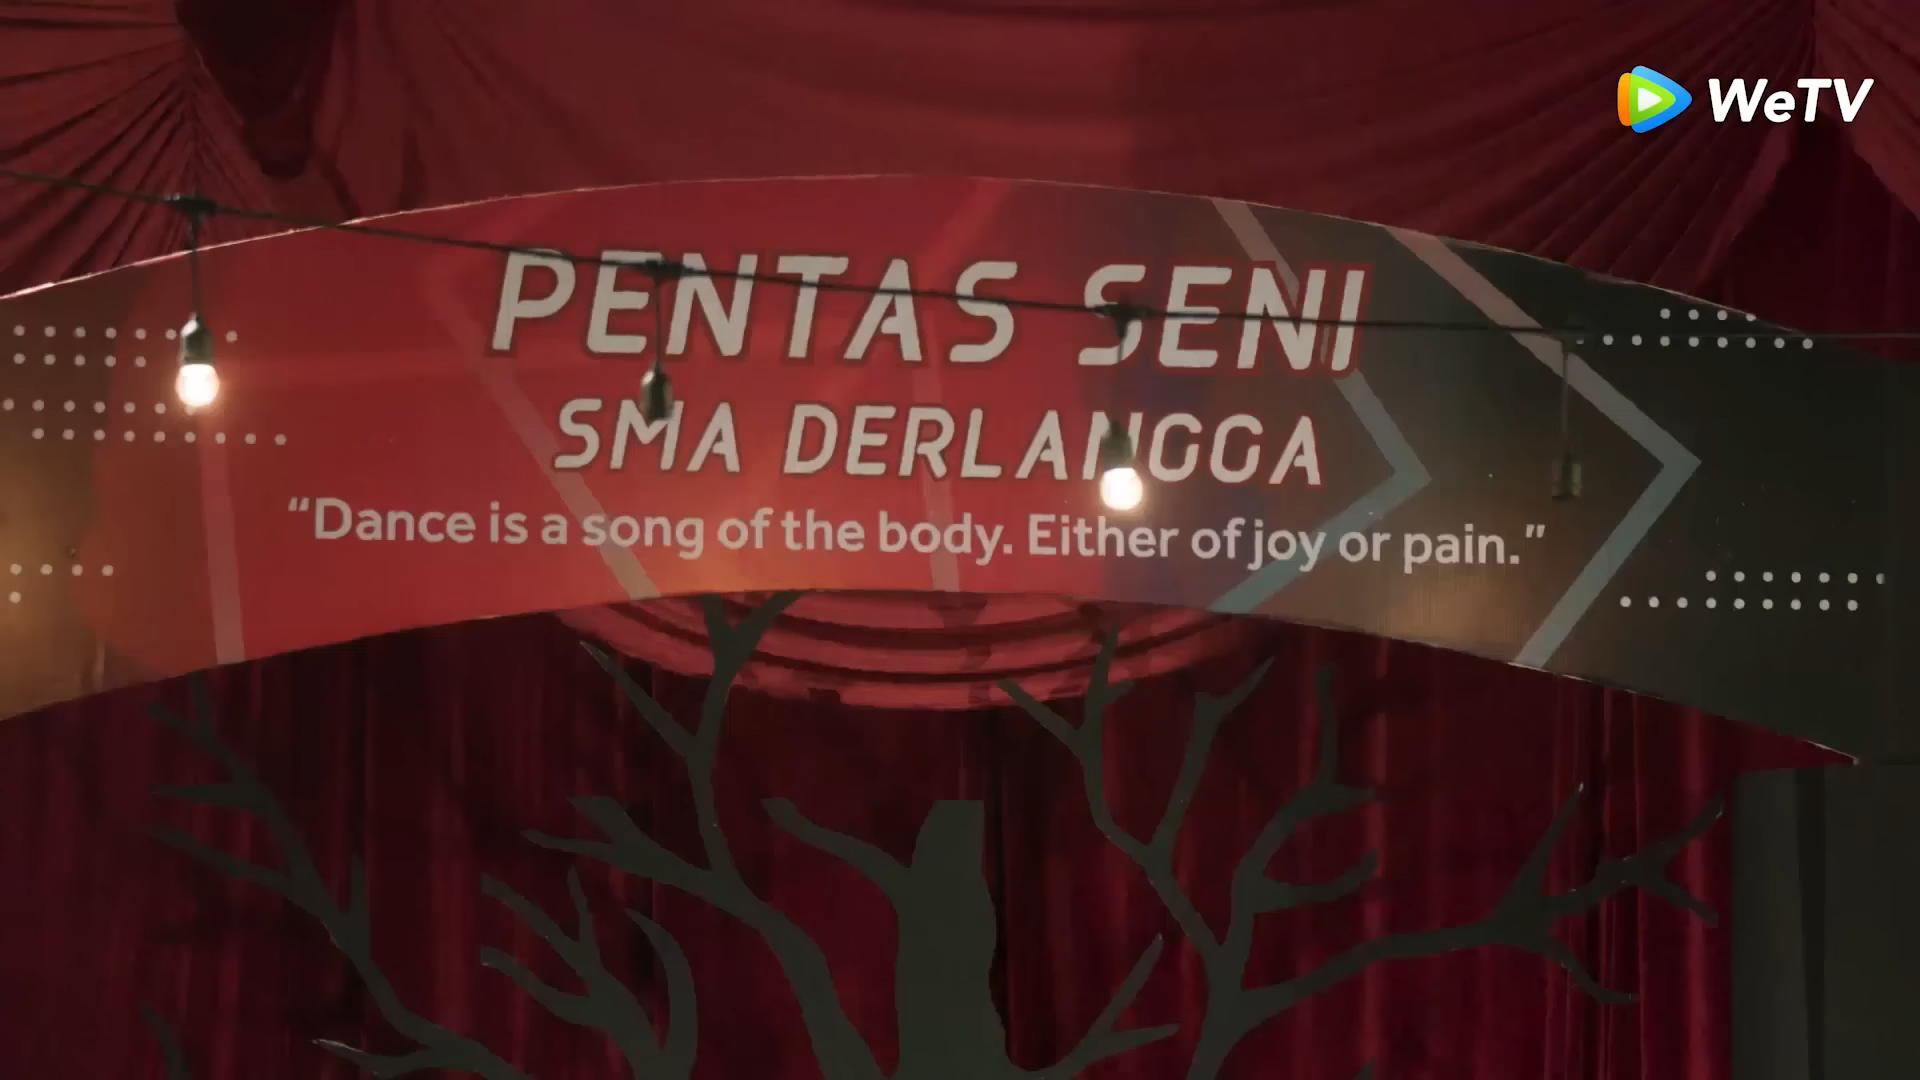 WeTV
PENTAS SENI
SMA DERLANGGA
“Dance is a song of the body. Either of joy or pain.”